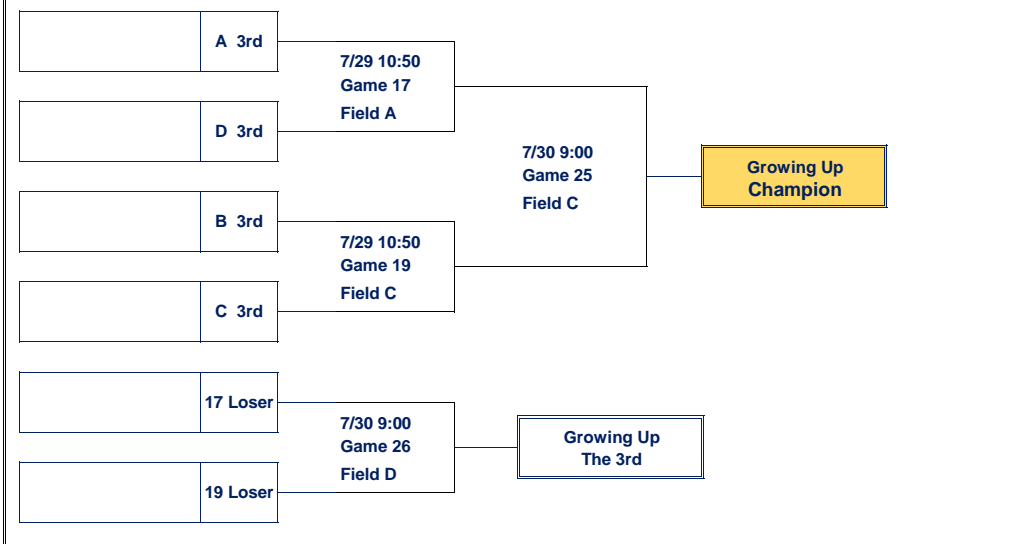 A 3rd
7/29 10:50
Game 17
Field A
D 3rd
7/30 9:00
Game 25
Field C
Growing Up
Champion
B 3rd
7/29 10:50
Game 19
Field C
C 3rd
17 Loser
7/30 9:00
Game 26
Field D
Growing Up
The 3rd
19 Loser